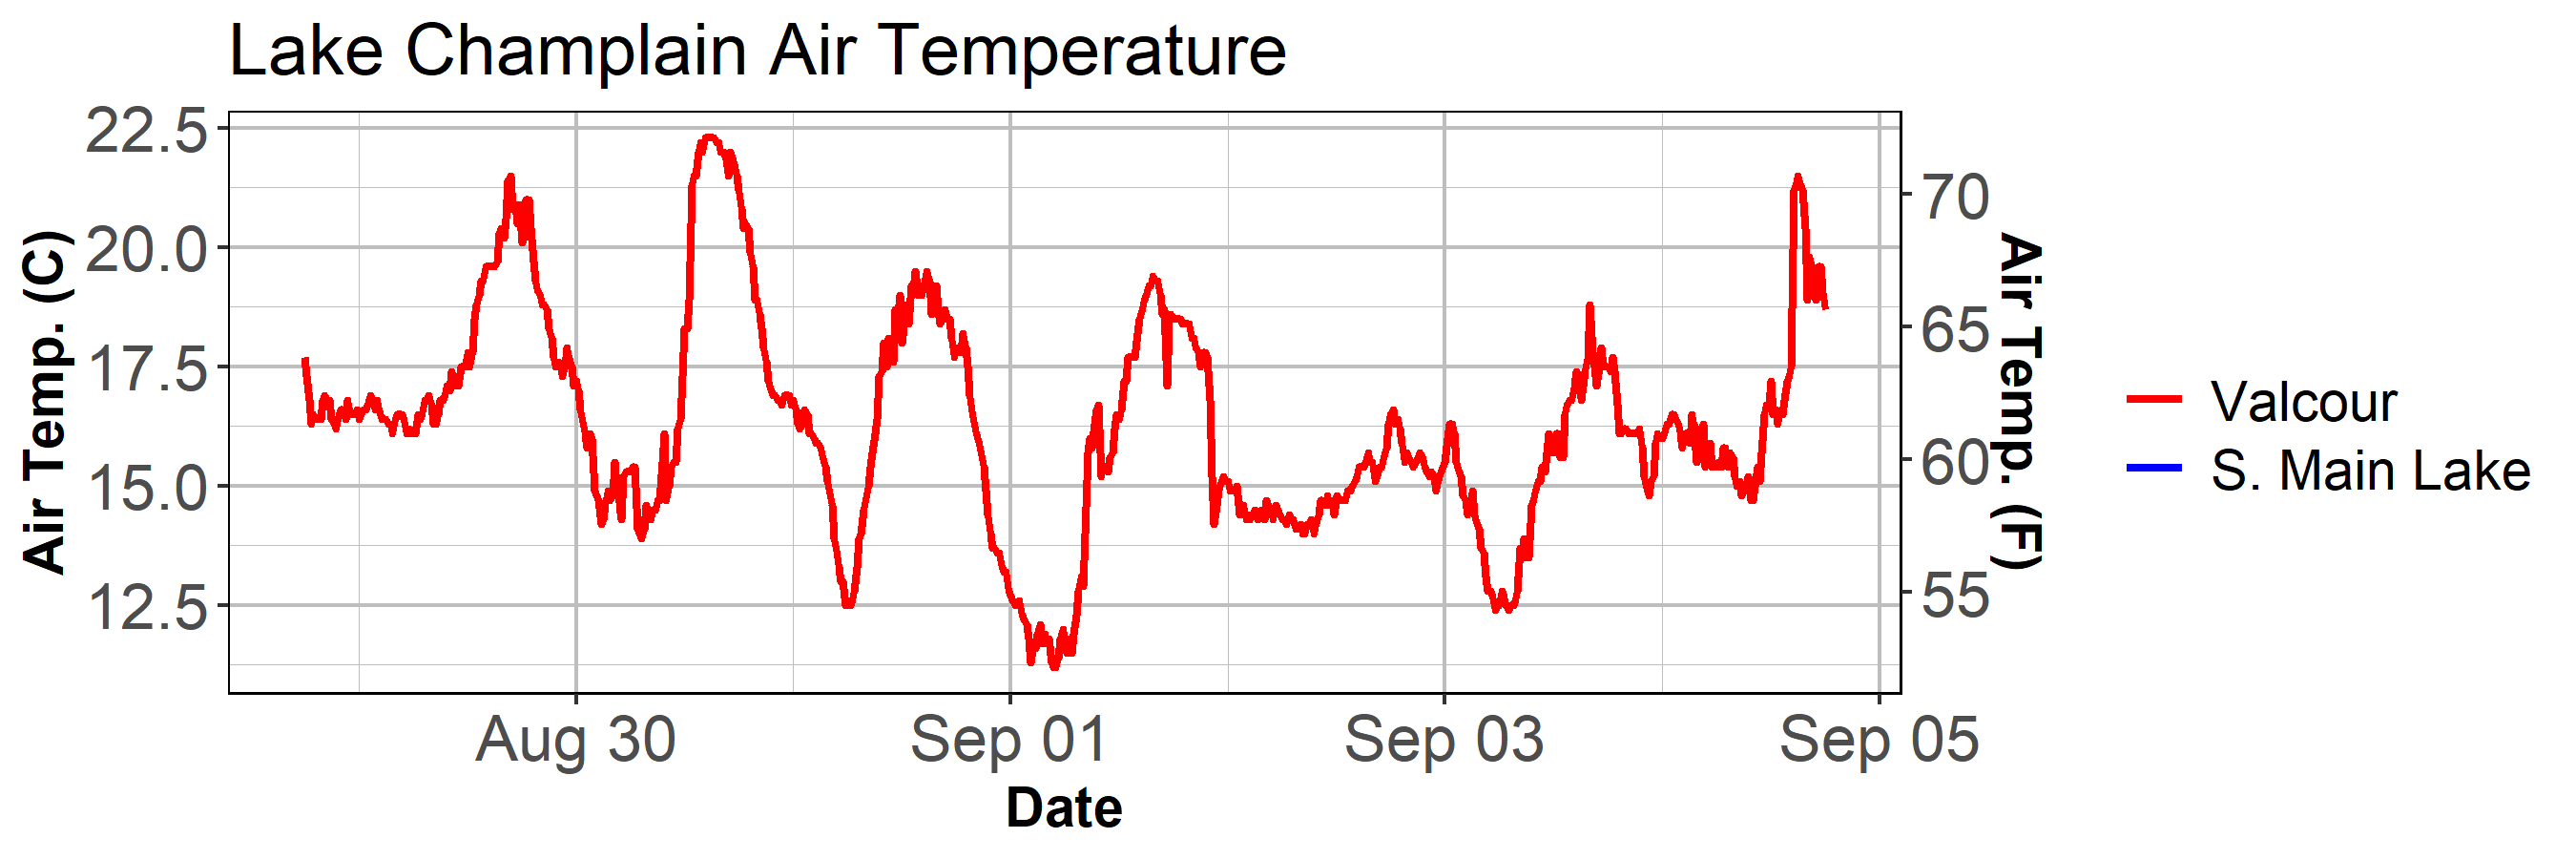 Lake Champlain Air Temperature
Air Temp. (C)
22.5
20.0
17.5
15.0
12.5
70
65
60
55
Air Temp. (F)
Valcour
S. Main Lake
Aug 30
Sep 01
Sep 03
Sep 05
Date